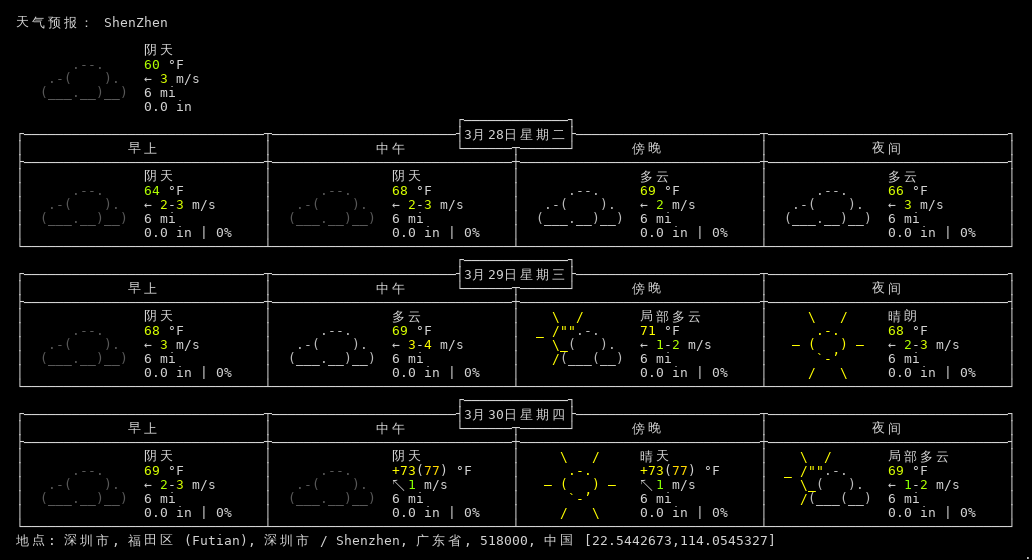 天气预报： ShenZhen
阴天
60 °F
← 3 m/s
6 mi
0.0 in
3月28日星期二
早上 中午 傍晚 夜间
阴天 阴天 多云 多云
64 °F 68 °F 69 °F 66 °F
← 2-3 m/s ← 2-3 m/s ← 2 m/s ← 3 m/s
6 mi 6 mi 6 mi 6 mi
0.0 in | 0% 0.0 in | 0% 0.0 in | 0% 0.0 in | 0%
3月29日星期三
早上 中午 傍晚 夜间
阴天 多云 局部多云 晴朗
68 °F 69 °F 71 °F 68 °F
← 3 m/s ← 3-4 m/s ← 1-2 m/s ← 2-3 m/s
6 mi 6 mi 6 mi 6 mi
0.0 in | 0% 0.0 in | 0% 0.0 in | 0% 0.0 in | 0%
3月30日星期四
早上 中午 傍晚 夜间
阴天 阴天 晴天 局部多云
69 °F +73(77) °F +73(77) °F 69 °F
← 2-3 m/s ↖ 1 m/s ↖ 1 m/s ← 1-2 m/s
6 mi 6 mi 6 mi 6 mi
0.0 in | 0% 0.0 in | 0% 0.0 in | 0% 0.0 in | 0%
地点: 深圳市, 福田区 (Futian), 深圳市 / Shenzhen, 广东省, 518000, 中国 [22.5442673,114.0545327]